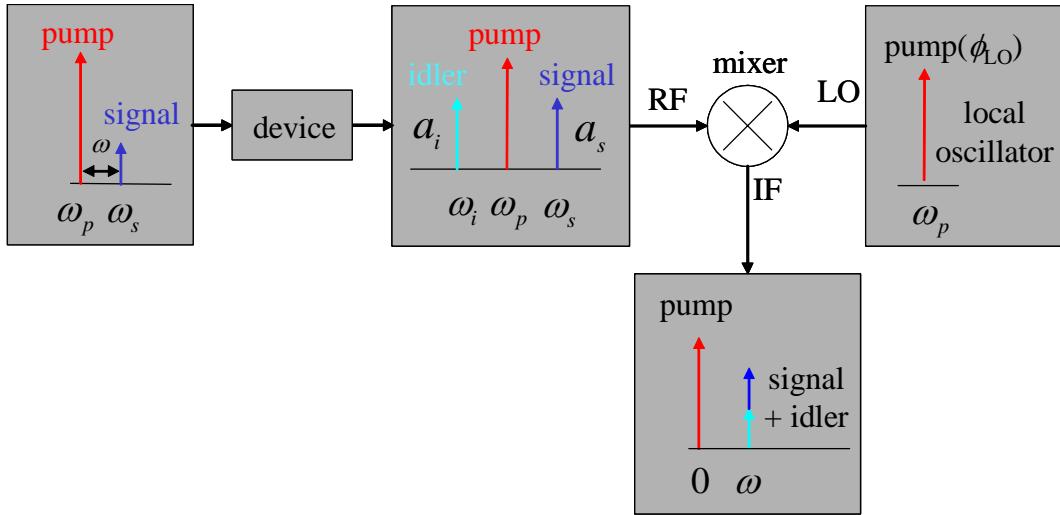 pump
signal
ω
ω_p ω_s
device
pump
idler
signal
a_i
a_s
ω_i ω_p ω_s
mixer
RF
LO
IF
pump(ϕ_LO)
local
oscillator
ω_p
pump
signal
+ idler
0 ω